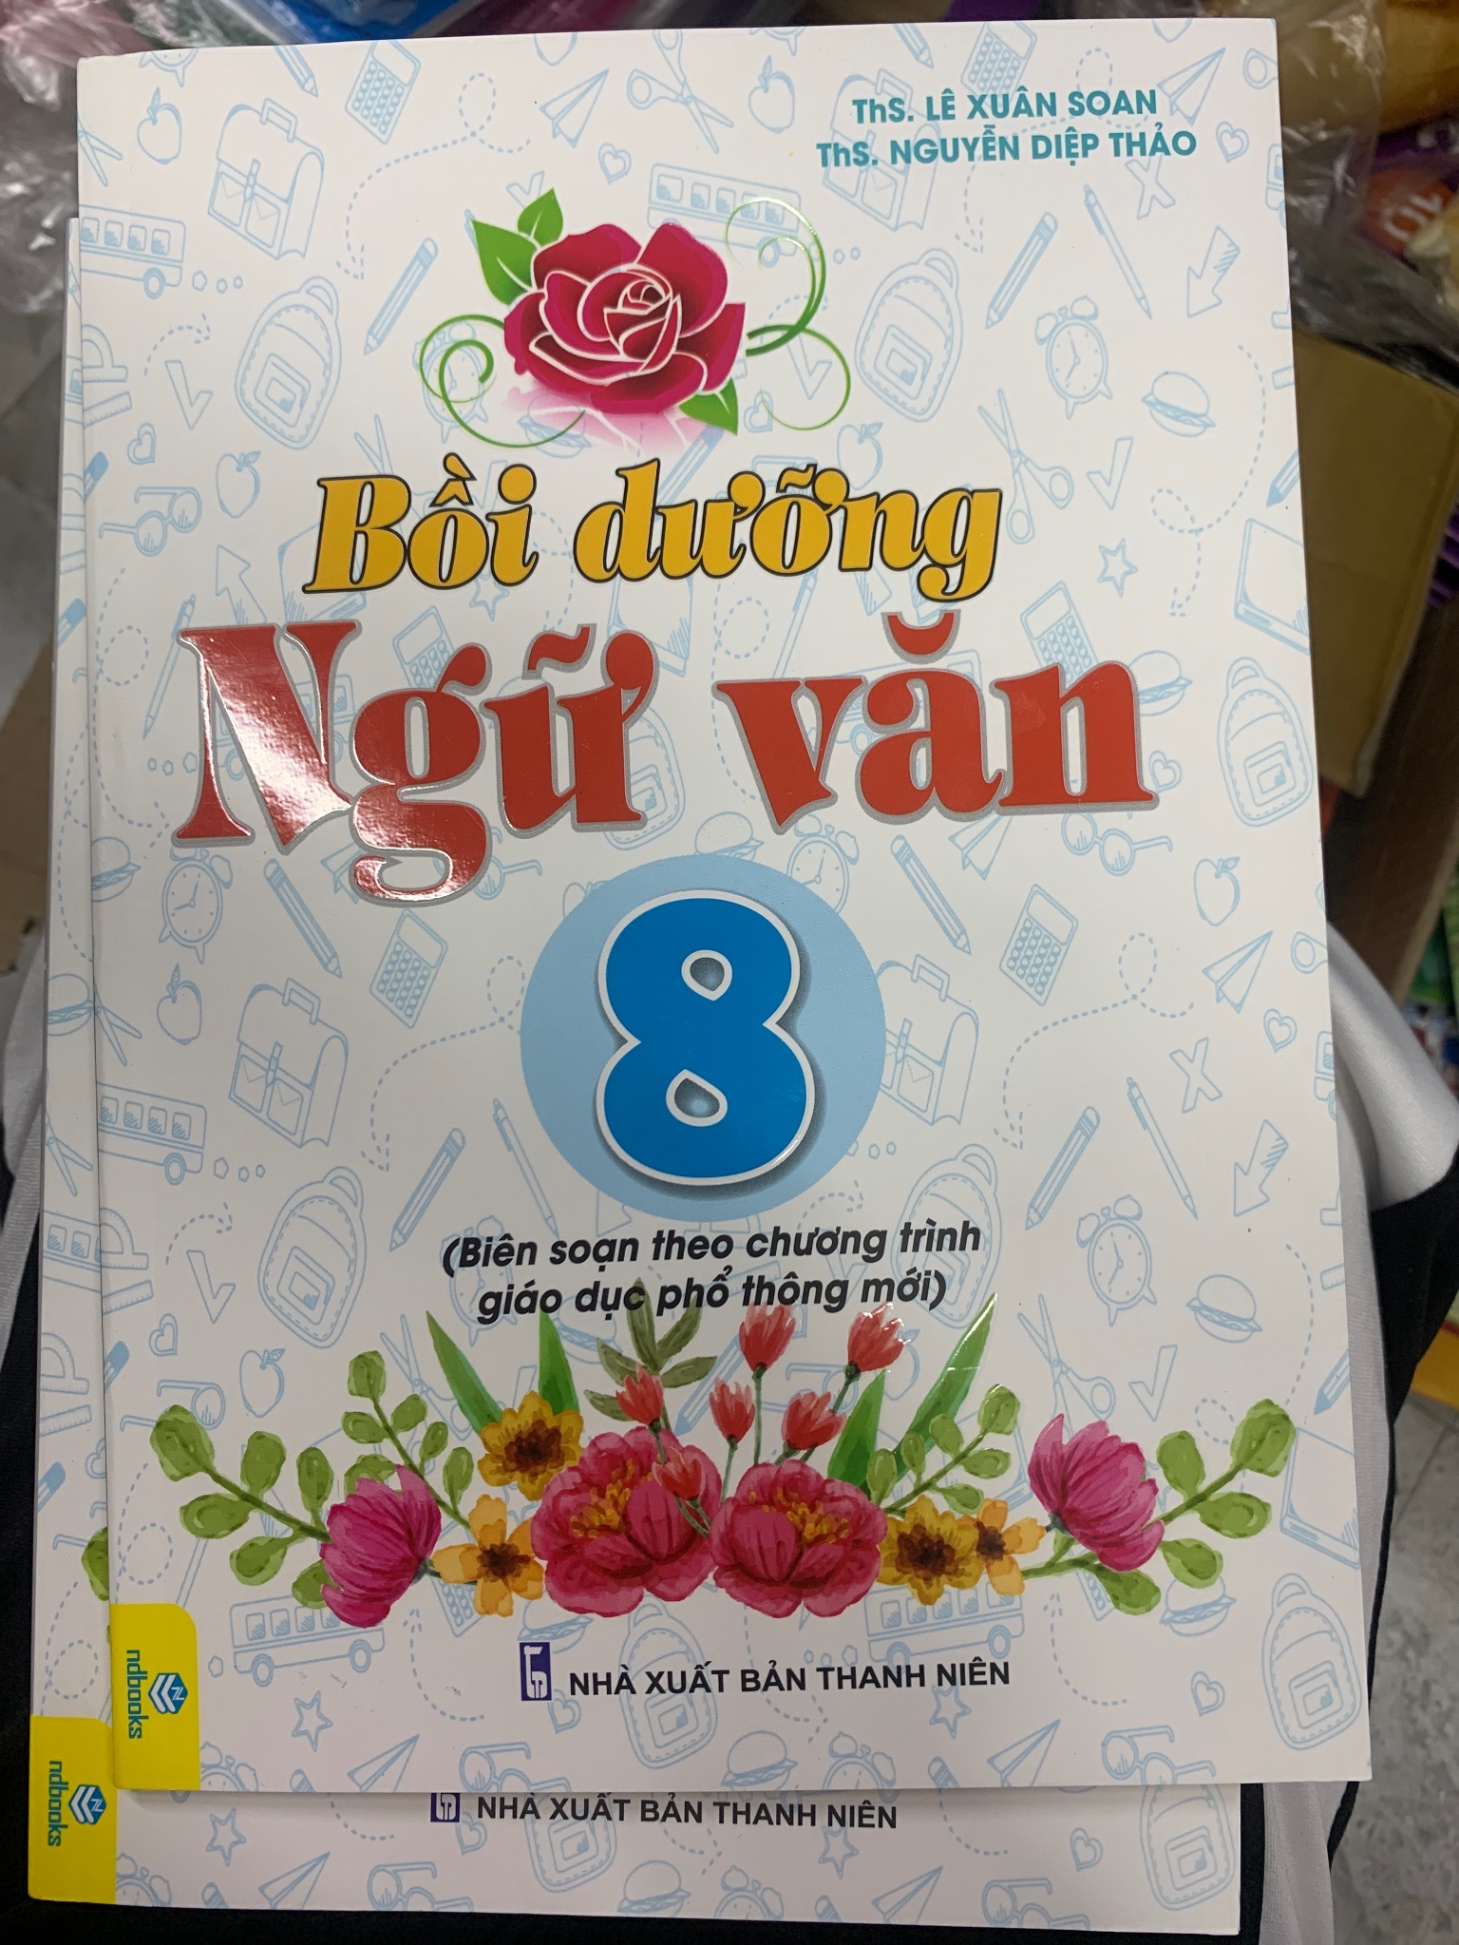 ThS. LÊ XUÂN SOAN
ThS. NGUYỄN DIỆP THẢO
Bồi dưỡng
Ngữ văn
8
(Biên soạn theo chương trình
giáo dục phổ thông mới)
NHÀ XUẤT BẢN THANH NIÊN
ndbooks
NHÀ XUẤT BẢN THANH NIÊN
ndbooks
10